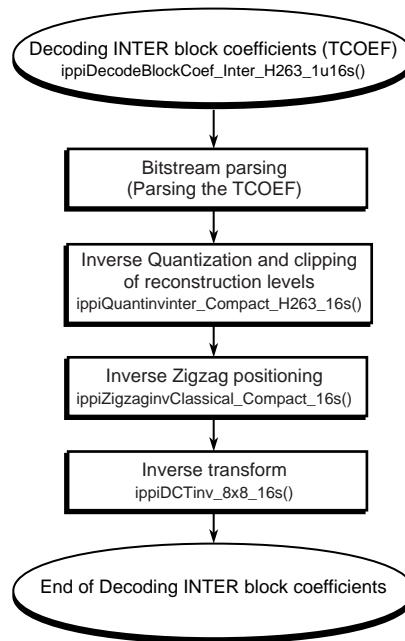 Decoding INTER block coefficients (TCOEF)
ippiDecodeBlockCoef_Inter_H263_1u16s()
Bitstream parsing
(Parsing the TCOEF)
Inverse Quantization and clipping
of reconstruction levels
ippiQuantinvinter_Compact_H263_16s()
Inverse Zigzag positioning
ippiZigzaginvClassical_Compact_16s()
Inverse transform
ippiDCTinv_8x8_16s()
End of Decoding INTER block coefficients